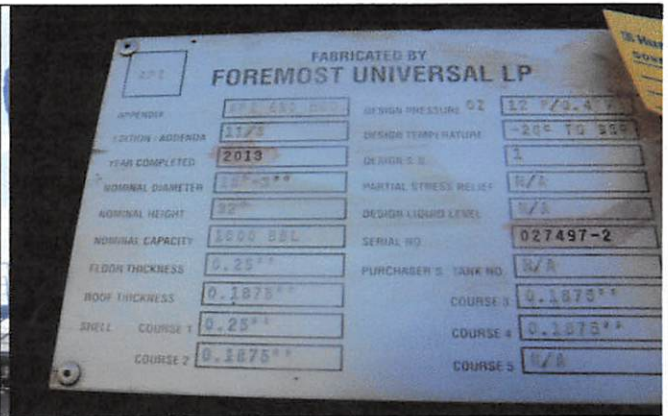 FABRICATED BY
FOREMOST UNIVERSAL LP
API
APPENDIX
DESIGN PRESSURE OZ
EDITION / ADDENDA 11/3
DESIGN TEMPERATURE
YEAR COMPLETED 2013
DESIGN S.G. 1
NOMINAL DIAMETER
PARTIAL STRESS RELIEF N/A
NOMINAL HEIGHT
DESIGN LIQUID LEVEL N/A
NOMINAL CAPACITY 1000 BBL
SERIAL NO. 027497-2
FLOOR THICKNESS 0.25""
PURCHASER'S TANK NO. N/A
ROOF THICKNESS 0.1875""
COURSE 3 0.1875""
SHELL COURSE 1 0.25""
COURSE 4 0.1875""
COURSE 2 0.1875""
COURSE 5 N/A